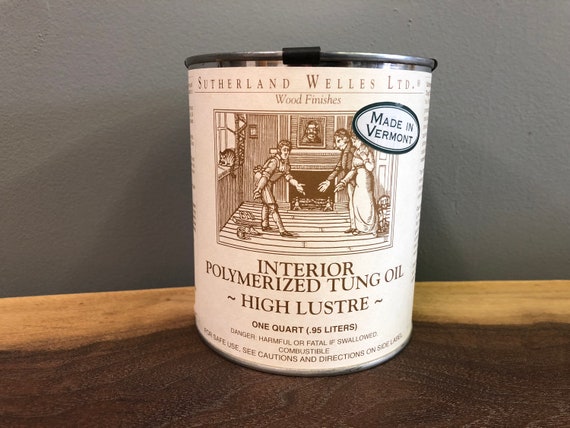 SUTHERLAND WELLES LTD.®
Wood Finishes
MADE IN
VERMONT
INTERIOR
POLYMERIZED TUNG OIL
~ HIGH LUSTRE ~
ONE QUART (.95 LITERS)
DANGER: HARMFUL OR FATAL IF SWALLOWED.
COMBUSTIBLE
FOR SAFE USE, SEE CAUTIONS AND DIRECTIONS ON SIDE LABEL